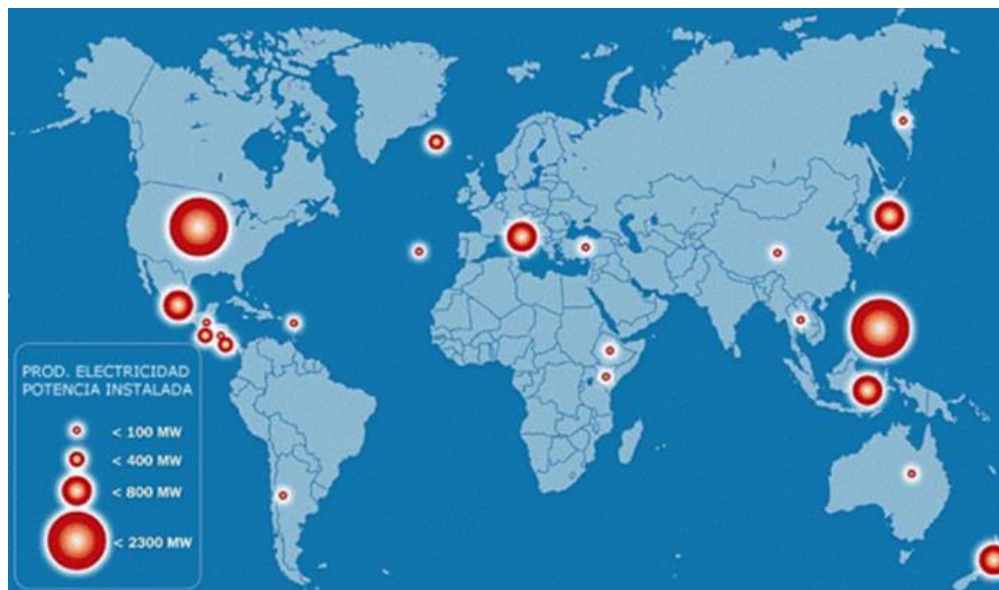 PROD. ELECTRICIDAD
POTENCIA INSTALADA
< 100 MW
< 400 MW
< 800 MW
< 2300 MW